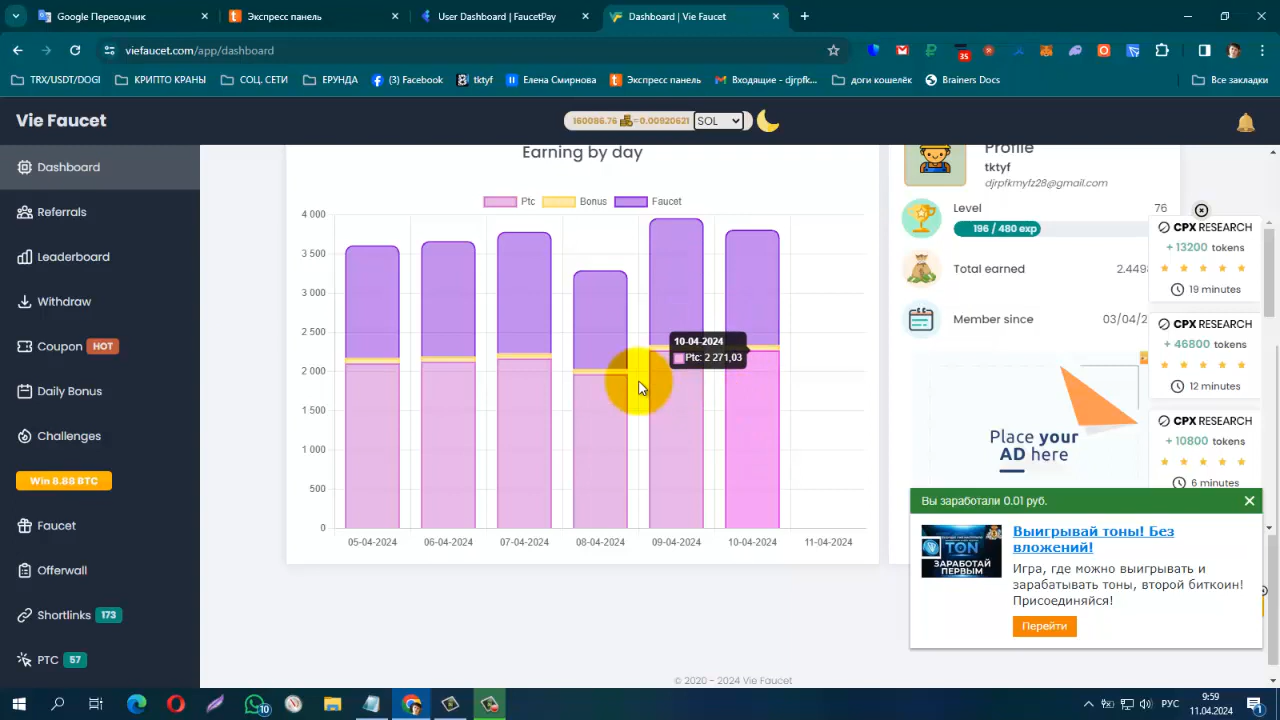 Google Переводчик
Экспресс панель
User Dashboard | FaucetPay
Dashboard | Vie Faucet
viefaucet.com/app/dashboard
35
TRX/USDT/DOGI
КРИПТО КРАНЫ
СОЦ. СЕТИ
ЕРУНДА
(3) Facebook
tktyf
Елена Смирнова
Экспресс панель
Входящие - djrpfk...
доги кошелёк
Brainers Docs
Все закладки
Vie Faucet
160086.76 =0.00920621
SOL
Dashboard
Referrals
Leaderboard
Withdraw
Coupon HOT
Daily Bonus
Challenges
Win 8.88 BTC
Faucet
Offerwall
Shortlinks 173
PTC 57
Earning by day
Ptc Bonus Faucet
4 000
3 500
3 000
2 500
2 000
1 500
1 000
500
0
05-04-2024 06-04-2024 07-04-2024 08-04-2024 09-04-2024 10-04-2024 11-04-2024
10-04-2024
Ptc: 2 271,03
Profile
tktyf
djrpfkmyfz28@gmail.com
Level 76
196 / 480 exp
Total earned 2.449
Member since 03/04/2
Place your
AD here
CPX RESEARCH
+ 13200 tokens
19 minutes
CPX RESEARCH
+ 46800 tokens
12 minutes
CPX RESEARCH
+ 10800 tokens
6 minutes
Вы заработали 0.01 руб.
TON
ЗАРАБОТАЙ
ПЕРВЫМ
Выигрывай тоны! Без
вложений!
Игра, где можно выигрывать и
зарабатывать тоны, второй биткоин!
Присоединяйся!
Перейти
© 2020 - 2024 Vie Faucet
10
РУС
9:59
11.04.2024
1